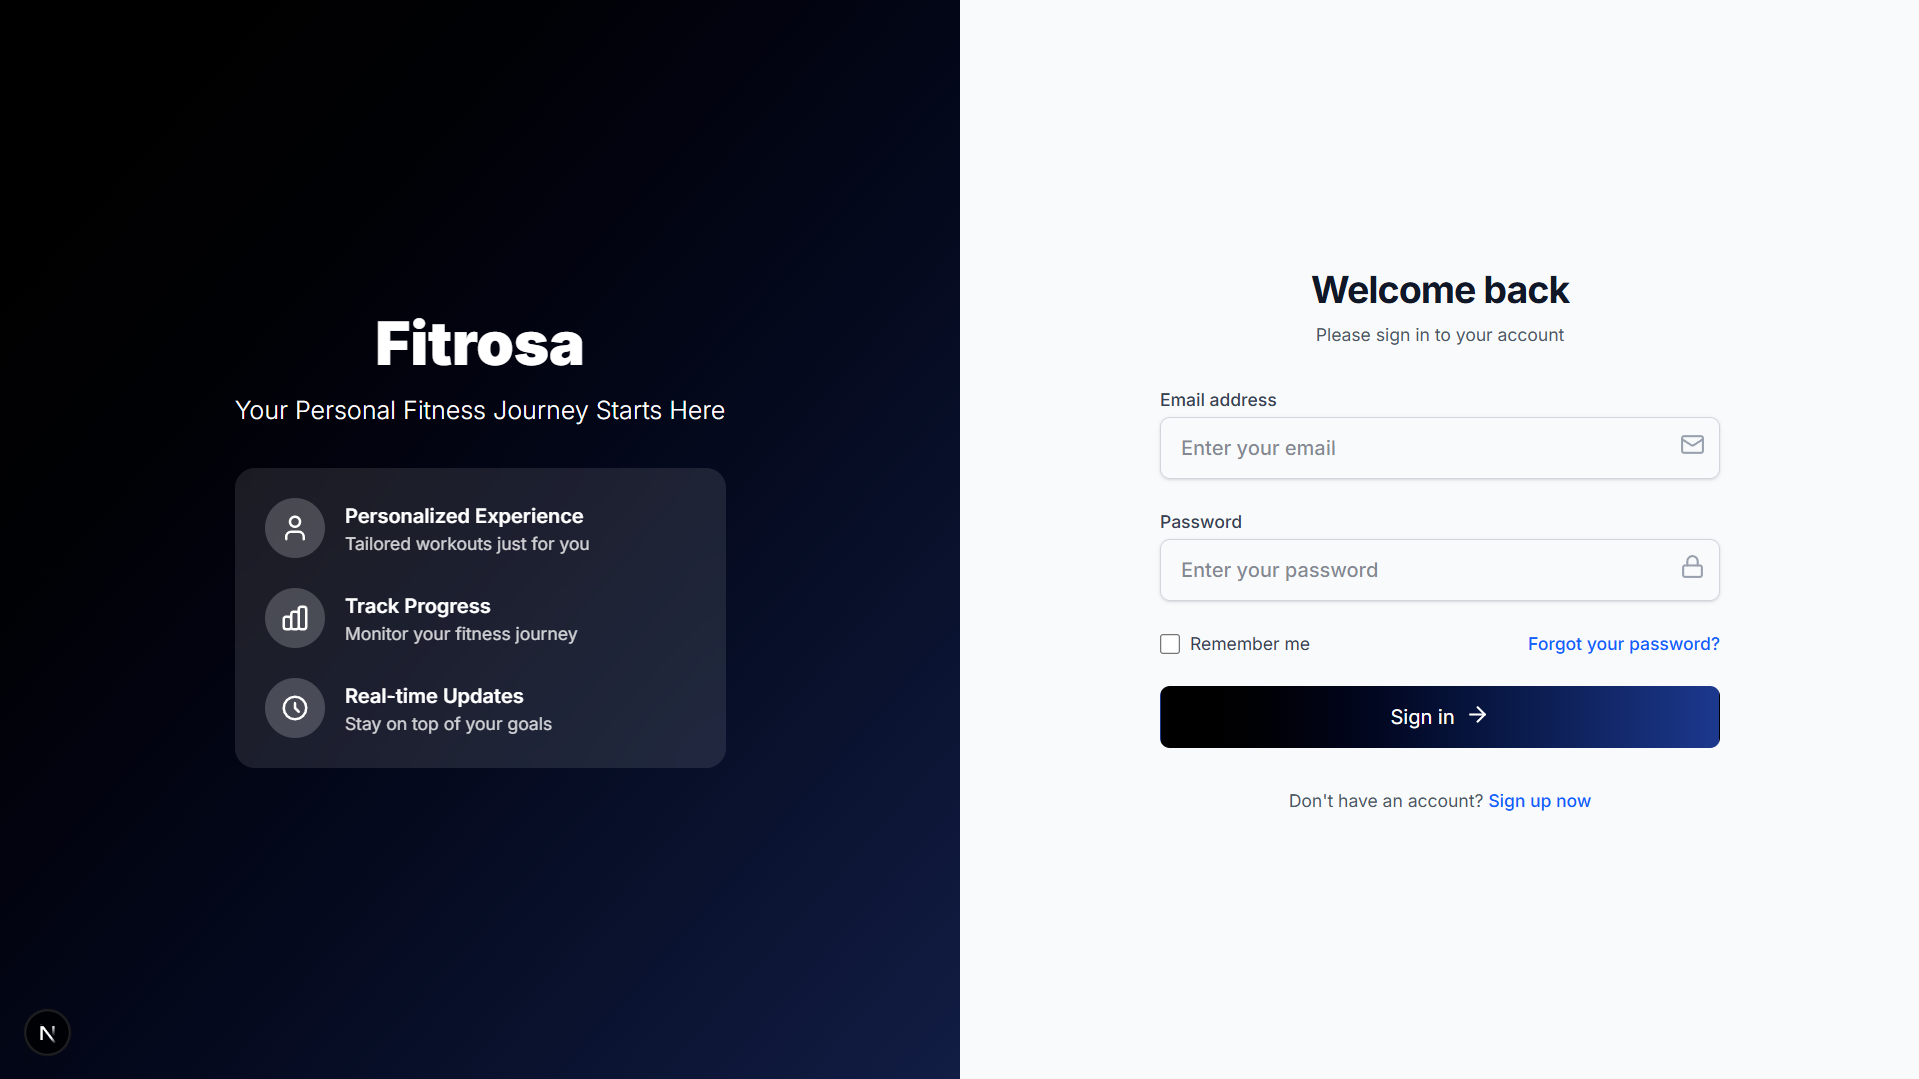 Fitrosa
Your Personal Fitness Journey Starts Here
Personalized Experience
Tailored workouts just for you
Track Progress
Monitor your fitness journey
Real-time Updates
Stay on top of your goals
N
Welcome back
Please sign in to your account
Email address
Enter your email
Password
Enter your password
Remember me
Forgot your password?
Sign in
Don't have an account? Sign up now